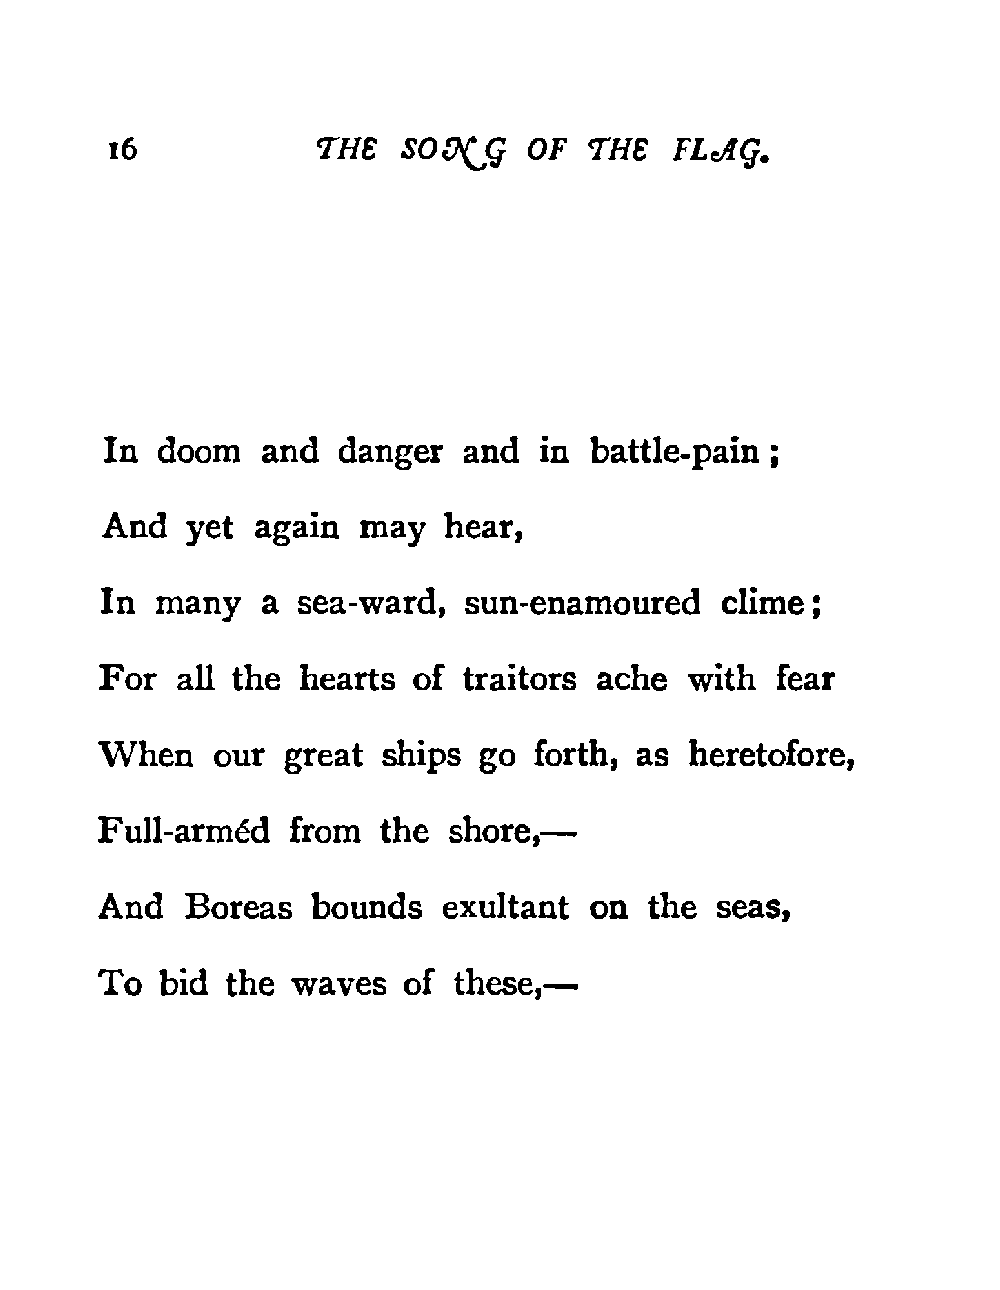 16 THE SONG OF THE FLAG.
In doom and danger and in battle-pain;
And yet again may hear,
In many a sea-ward, sun-enamoured clime;
For all the hearts of traitors ache with fear
When our great ships go forth, as heretofore,
Full-arméd from the shore,—
And Boreas bounds exultant on the seas,
To bid the waves of these,—